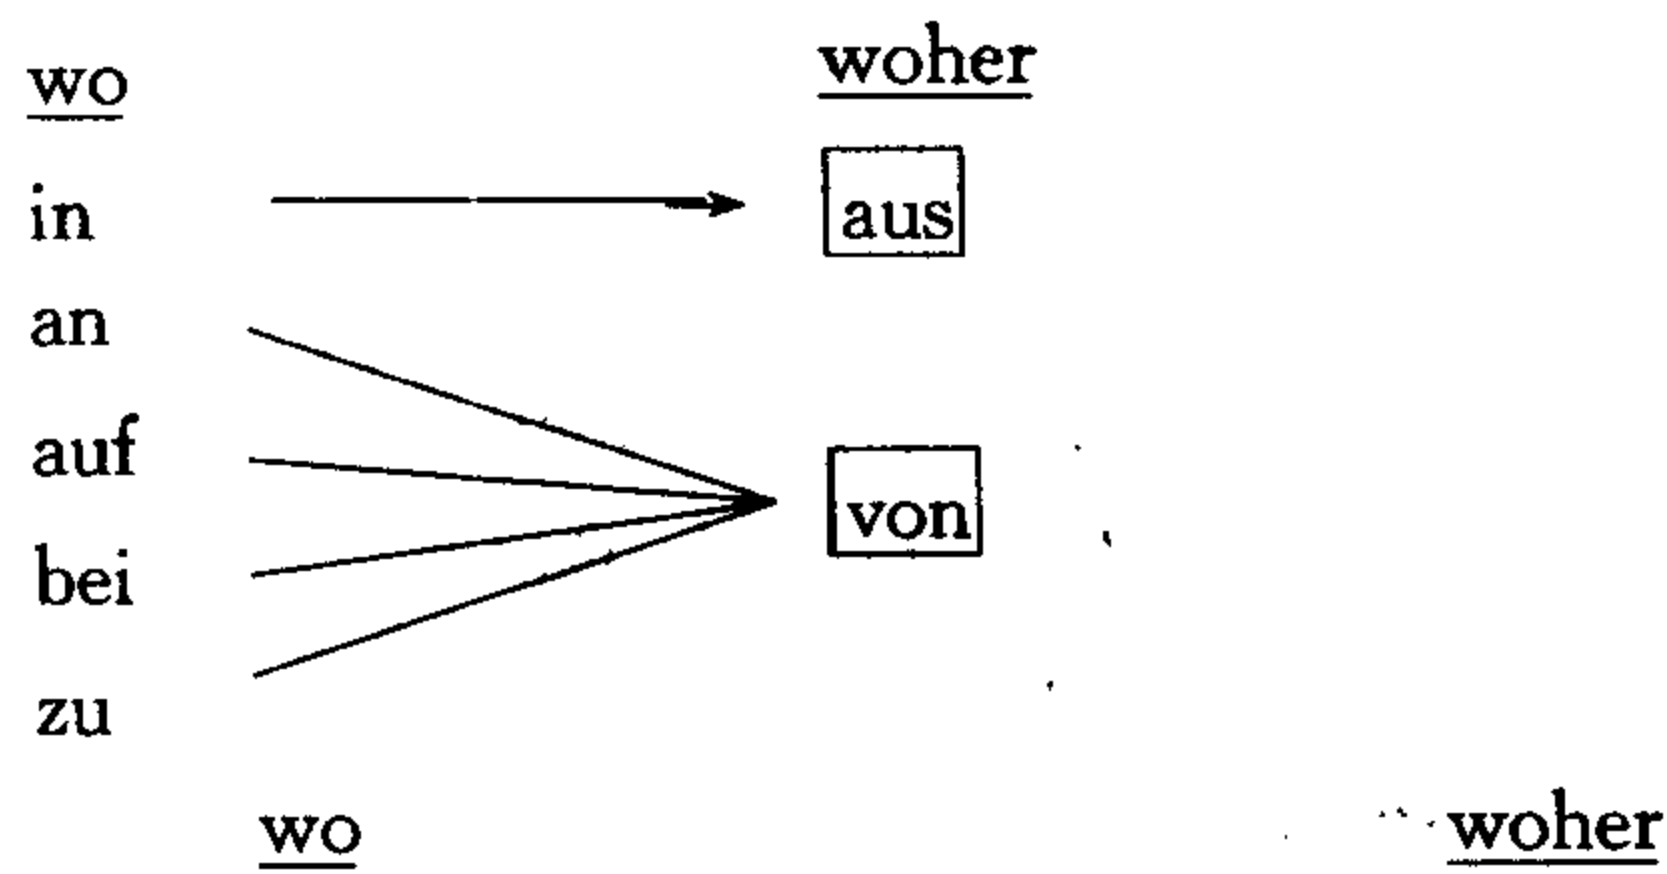 wo woher
in aus
an
auf
von
bei
zu
wo woher